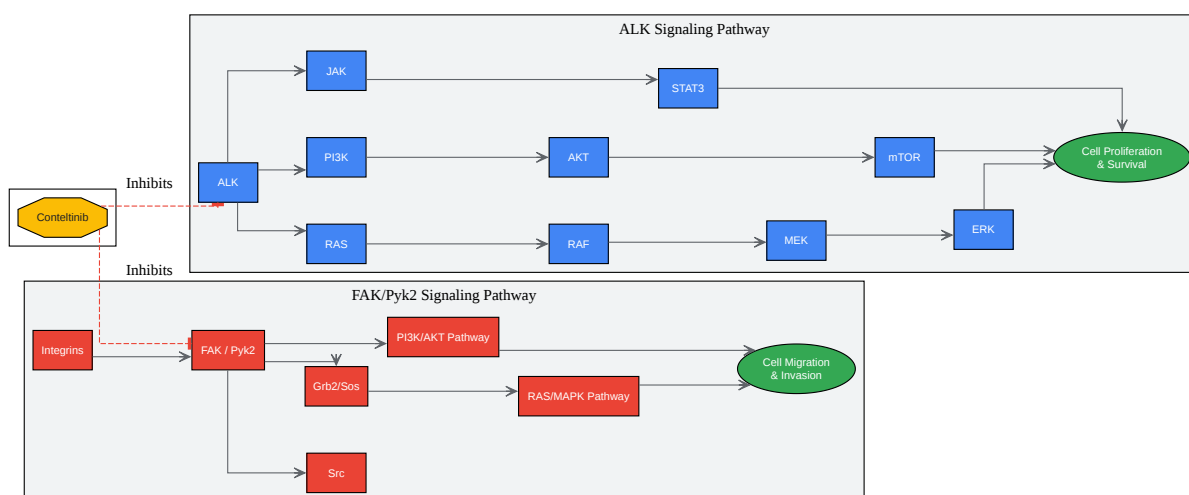 ALK Signaling Pathway
JAK
STAT3
PI3K
AKT
mTOR
Cell Proliferation
& Survival
ALK
Inhibits
Conteltinib
RAS
RAF
MEK
ERK
Inhibits
FAK/Pyk2 Signaling Pathway
Integrins
FAK / Pyk2
PI3K/AKT Pathway
Cell Migration
& Invasion
Grb2/Sos
RAS/MAPK Pathway
Src